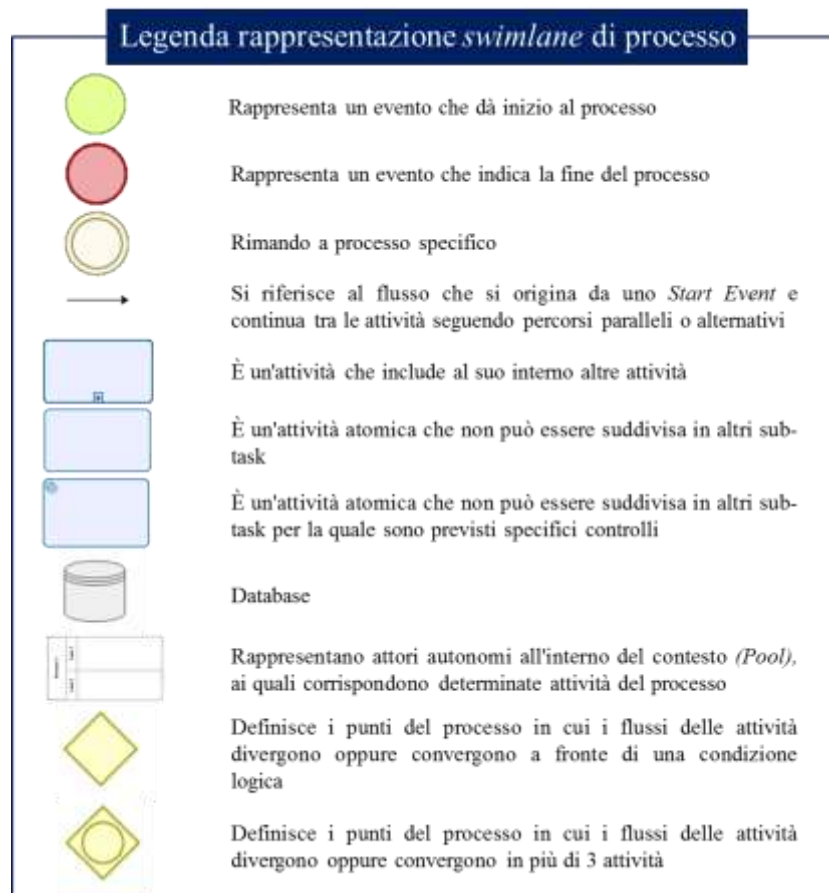 Legenda rappresentazione swimlane di processo
Rappresenta un evento che dà inizio al processo
Rappresenta un evento che indica la fine del processo
Rimando a processo specifico
Si riferisce al flusso che si origina da uno Start Event e
continua tra le attività seguendo percorsi paralleli o alternativi
È un'attività che include al suo interno altre attività
È un'attività atomica che non può essere suddivisa in altri sub-
task
È un'attività atomica che non può essere suddivisa in altri sub-
task per la quale sono previsti specifici controlli
Database
Rappresentano attori autonomi all'interno del contesto (Pool),
ai quali corrispondono determinate attività del processo
Definisce i punti del processo in cui i flussi delle attività
divergono oppure convergono a fronte di una condizione
logica
Definisce i punti del processo in cui i flussi delle attività
divergono oppure convergono in più di 3 attività